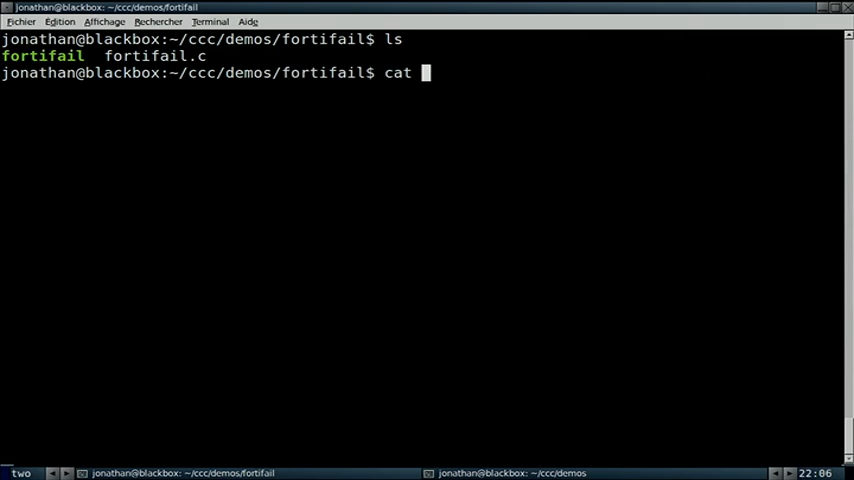 jonathan@blackbox: ~/ccc/demos/fortifail
Fichier Édition Affichage Rechercher Terminal Aide
jonathan@blackbox:~/ccc/demos/fortifail$ ls
fortifail fortifail.c
jonathan@blackbox:~/ccc/demos/fortifail$ cat
two jonathan@blackbox: ~/ccc/demos/fortifail jonathan@blackbox: ~/ccc/demos 22:06